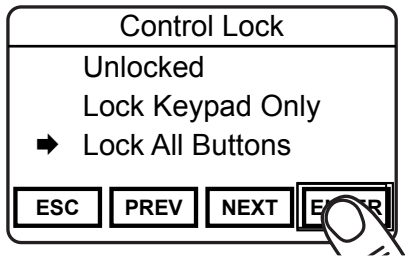 Control Lock
Unlocked
Lock Keypad Only
➡ Lock All Buttons
ESC PREV NEXT